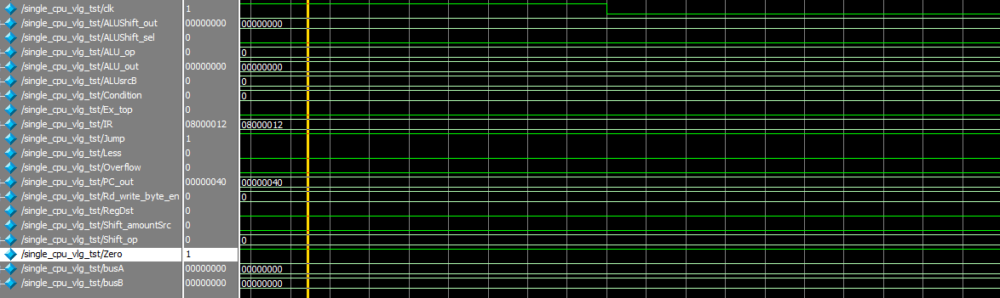 /single_cpu_vlg_tst/clk 1
/single_cpu_vlg_tst/ALUShift_out 00000000 00000000
/single_cpu_vlg_tst/ALUShift_sel 0
/single_cpu_vlg_tst/ALU_op 0 0
/single_cpu_vlg_tst/ALU_out 00000000 00000000
/single_cpu_vlg_tst/ALUsrcB 0 0
/single_cpu_vlg_tst/Condition 0 0
/single_cpu_vlg_tst/Ex_top 0
/single_cpu_vlg_tst/IR 08000012 08000012
/single_cpu_vlg_tst/Jump 1
/single_cpu_vlg_tst/Less 0
/single_cpu_vlg_tst/Overflow 0
/single_cpu_vlg_tst/PC_out 00000040 00000040
/single_cpu_vlg_tst/Rd_write_byte_en 0 0
/single_cpu_vlg_tst/RegDst 0
/single_cpu_vlg_tst/Shift_amountSrc 0
/single_cpu_vlg_tst/Shift_op 0 0
/single_cpu_vlg_tst/Zero 1
/single_cpu_vlg_tst/busA 00000000 00000000
/single_cpu_vlg_tst/busB 00000000 00000000